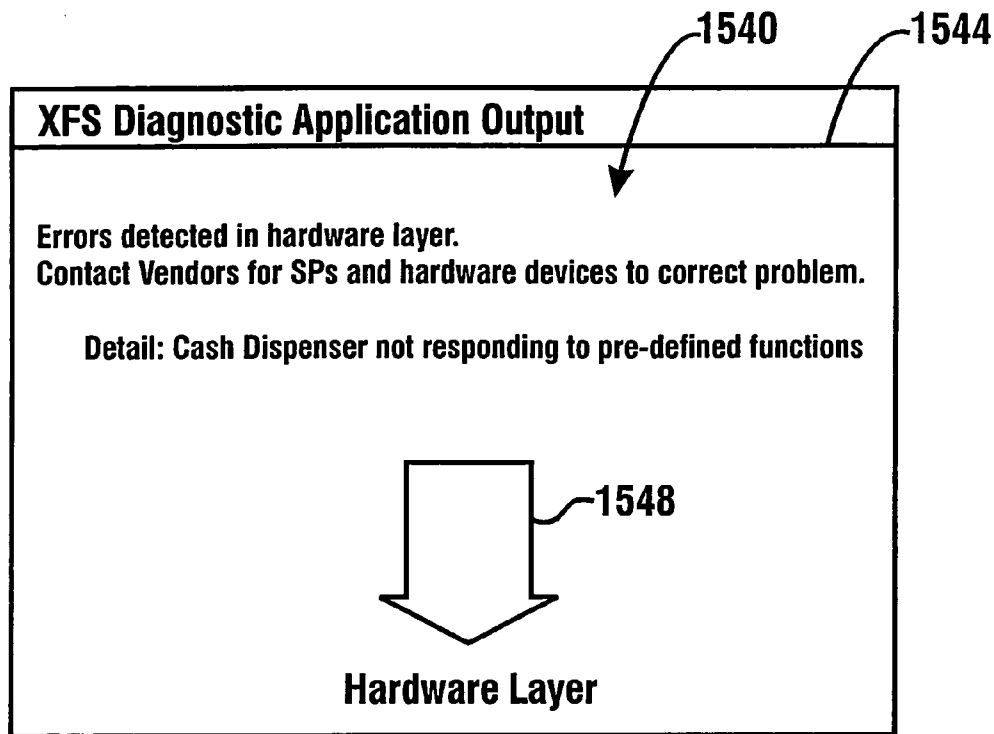 1540
1544
XFS Diagnostic Application Output
Errors detected in hardware layer.
Contact Vendors for SPs and hardware devices to correct problem.
Detail: Cash Dispenser not responding to pre-defined functions
1548
Hardware Layer